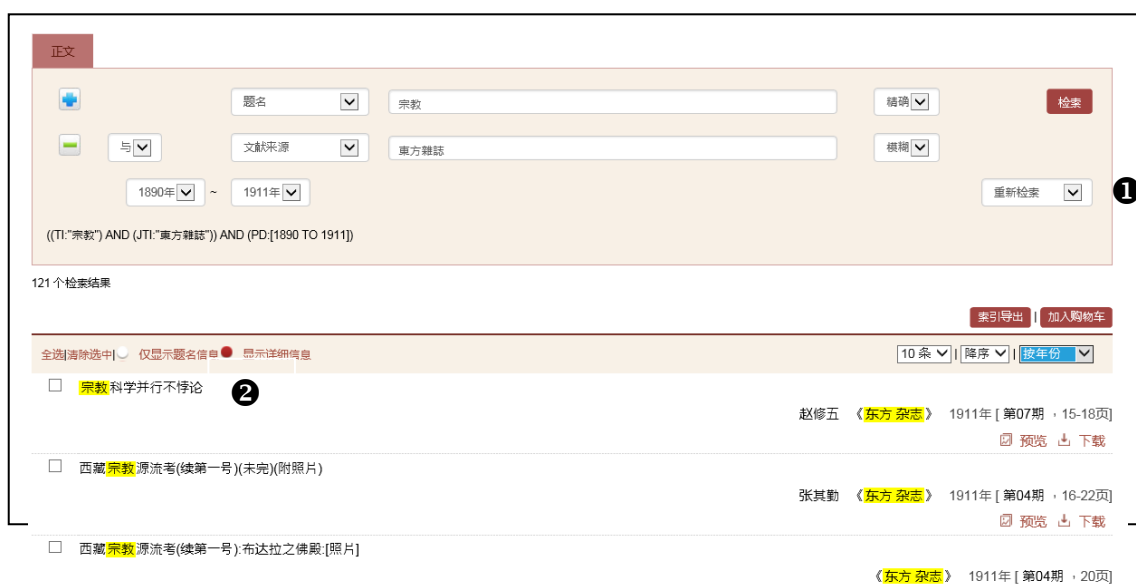 正文
题名 宗教 精确 检索
与 文献来源 東方雜誌 模糊
1890年 ~ 1911年 重新检索 ❶
((TI:"宗教") AND (JTI:"東方雜誌")) AND (PD:[1890 TO 1911])
121 个检索结果
索引导出 | 加入购物车
全选|清除选中| 仅显示题名信息 显示详细信息 10 条 | 降序 | 按年份
宗教科学并行不悖论 ❷
赵修五 《东方 杂志》 1911年 [ 第07期 ，15-18页]
预览 下载
西藏宗教源流考(续第一号)(未完)(附照片)
张其勤 《东方 杂志》 1911年 [ 第04期 ，16-22页]
预览 下载
西藏宗教源流考(续第一号):布达拉之佛殿:[照片]
《东方 杂志》 1911年 [ 第04期 ，20页]